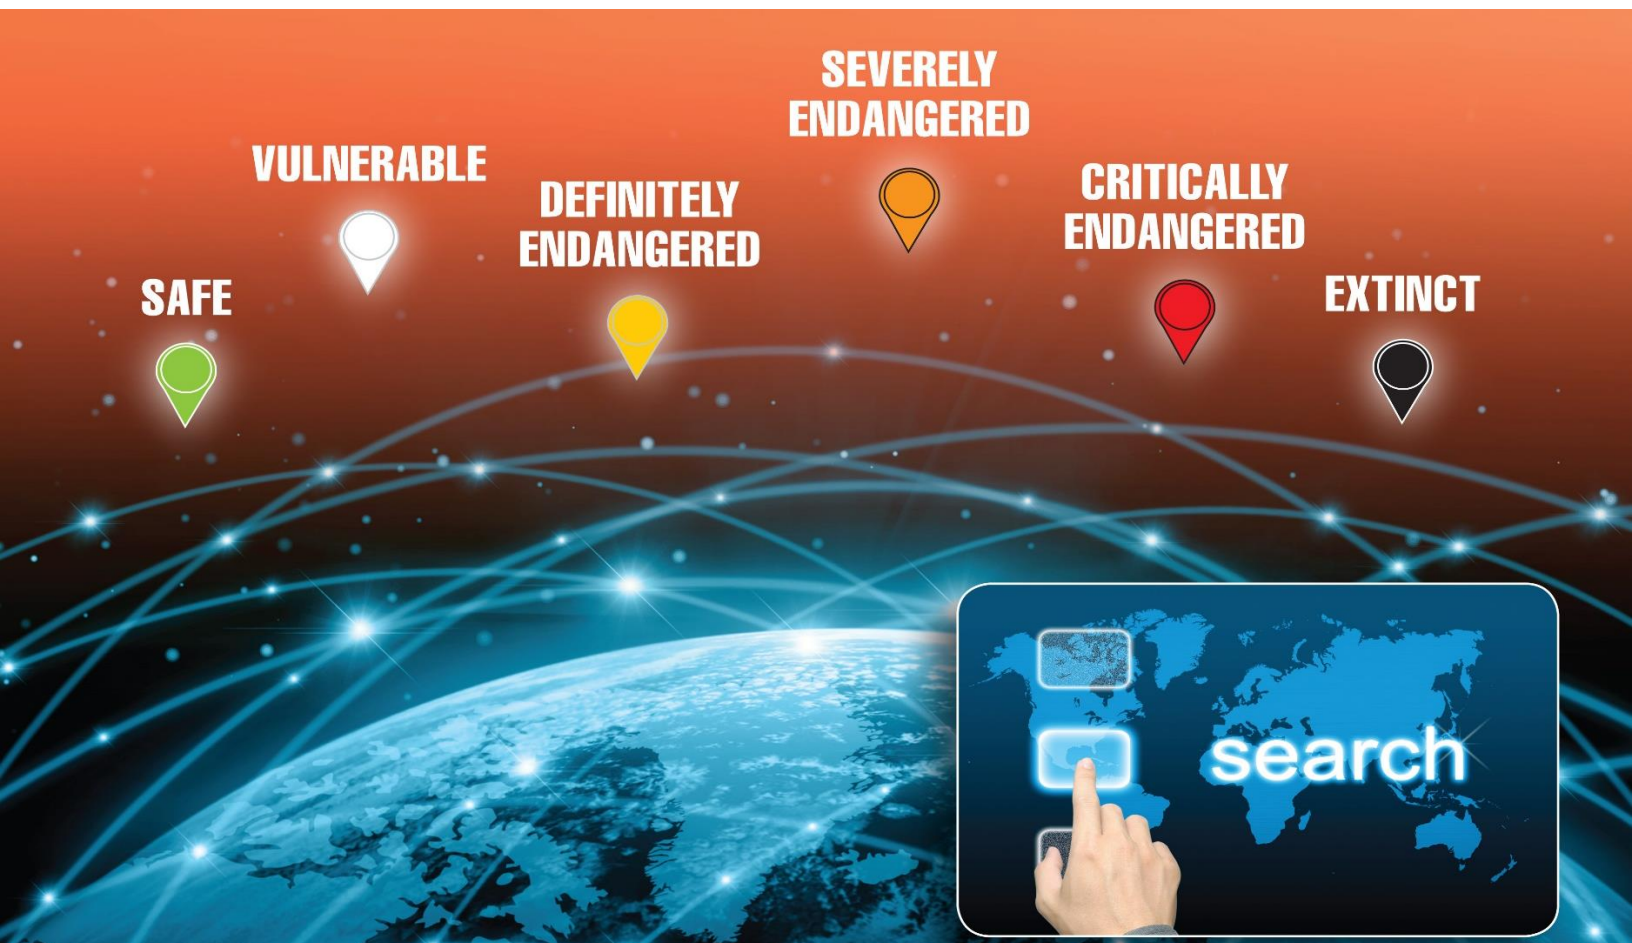 SAFE
VULNERABLE
DEFINITELY
ENDANGERED
SEVERELY
ENDANGERED
CRITICALLY
ENDANGERED
EXTINCT
search